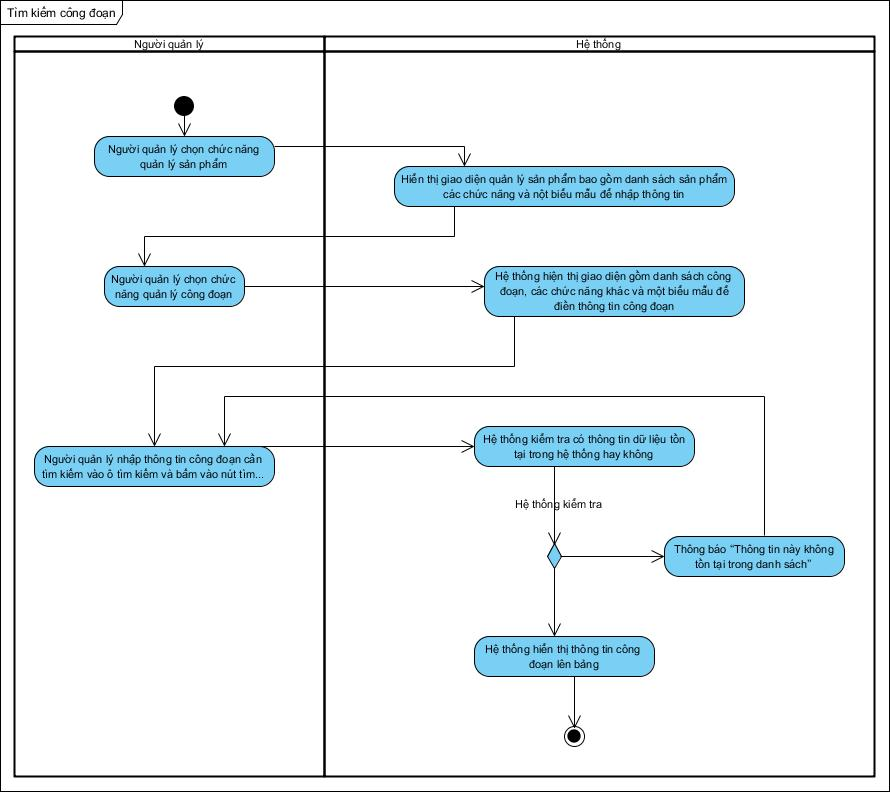 Tìm kiếm công đoạn
Người quản lý
Hệ thống
Người quản lý chọn chức năng
quản lý sản phẩm
Hiển thị giao diện quản lý sản phẩm bao gồm danh sách sản phẩm
các chức năng và nột biểu mẫu để nhập thông tin
Người quản lý chọn chức
năng quản lý công đoạn
Hệ thống hiện thị giao diện gồm danh sách công
đoạn, các chức năng khác và một biểu mẫu để
điền thông tin công đoạn
Người quản lý nhập thông tin công đoạn cần
tìm kiếm vào ô tìm kiếm và bấm vào nút tìm...
Hệ thống kiểm tra có thông tin dữ liệu tồn
tại trong hệ thống hay không
Hệ thống kiểm tra
Thông báo “Thông tin này không
tồn tại trong danh sách”
Hệ thống hiển thị thông tin công
đoạn lên bảng